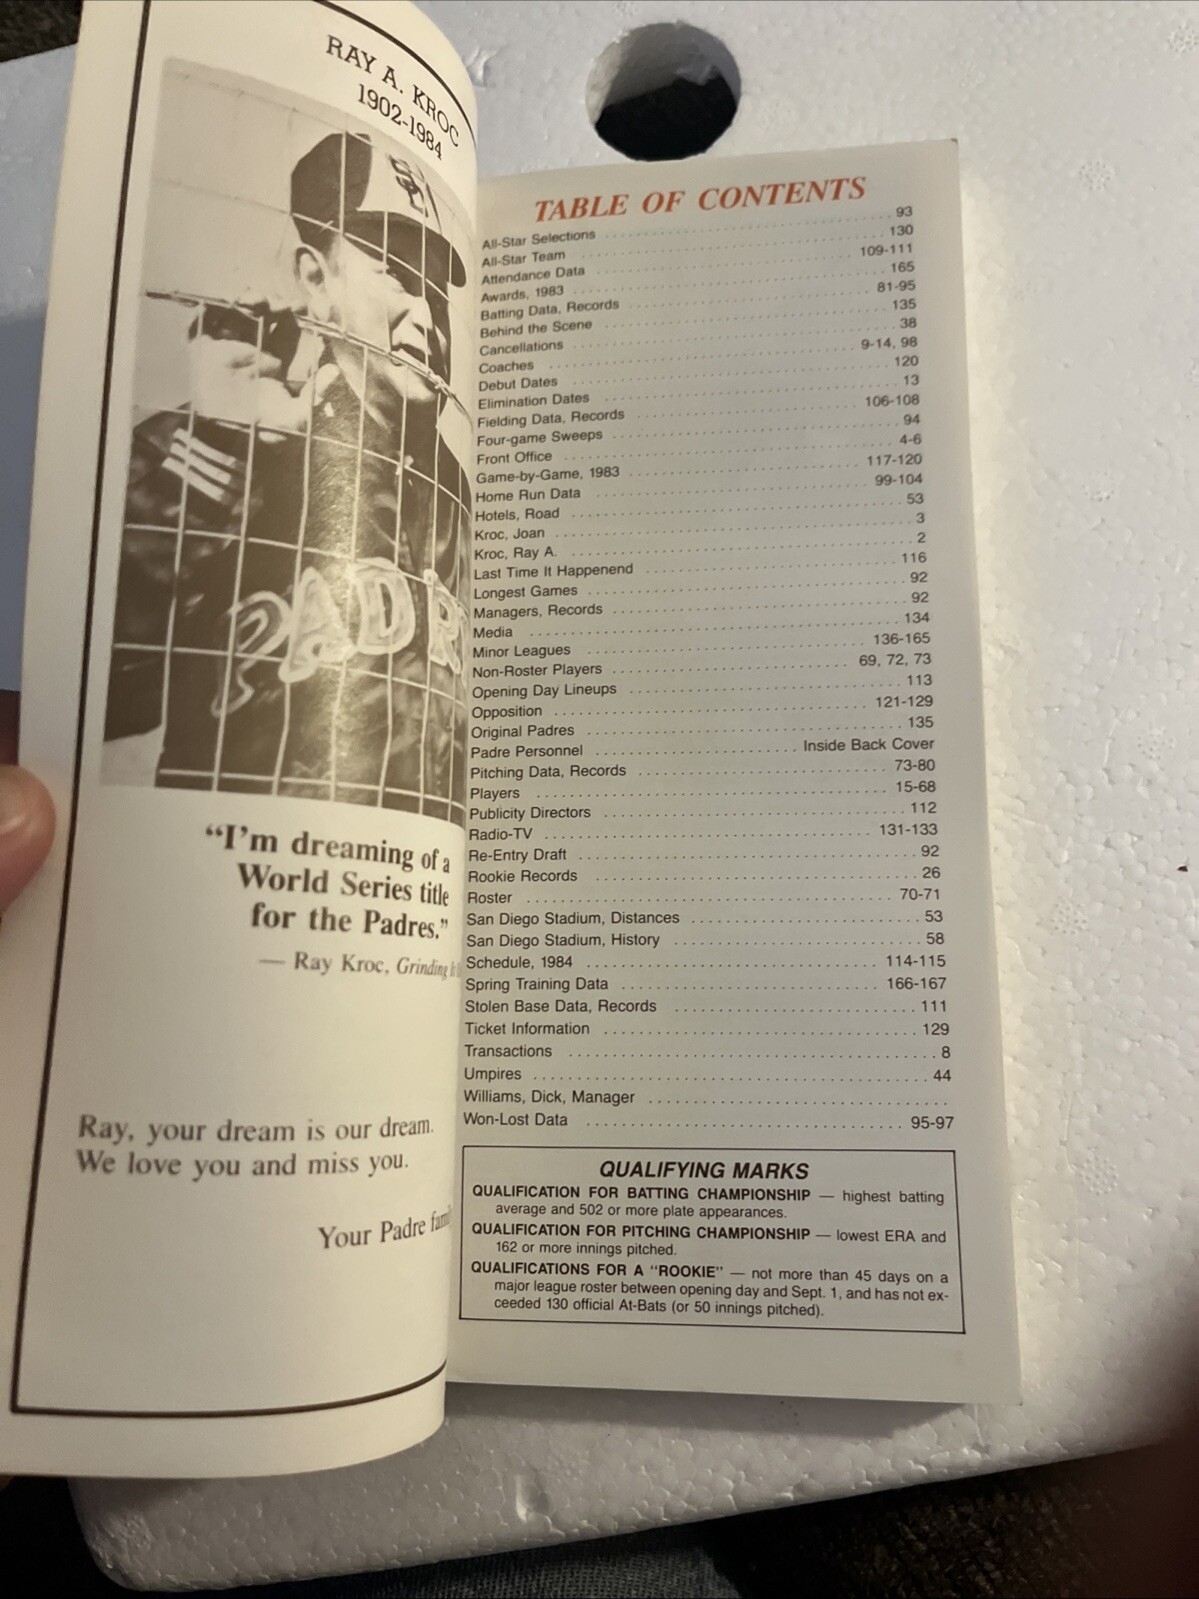 RAY A. KROC
1902-1984
SD
PADR
"I'm dreaming of a
World Series title
for the Padres."
— Ray Kroc, Grinding It
Ray, your dream is our dream.
We love you and miss you.
Your Padre
TABLE OF CONTENTS
All-Star Selections 93
All-Star Team 130
Attendance Data 109-111
Awards, 1983 165
Batting Data, Records 81-95
Behind the Scene 135
Cancellations 38
Coaches 9-14, 98
Debut Dates 120
Elimination Dates 13
Fielding Data, Records 106-108
Four-game Sweeps 94
Front Office 4-6
Game-by-Game, 1983 117-120
Home Run Data 99-104
Hotels, Road 53
Kroc, Joan 3
Kroc, Ray A. 2
Last Time It Happenend 116
Longest Games 92
Managers, Records 92
Media 134
Minor Leagues 136-165
Non-Roster Players 69, 72, 73
Opening Day Lineups 113
Opposition 121-129
Original Padres 135
Padre Personnel Inside Back Cover
Pitching Data, Records 73-80
Players 15-68
Publicity Directors 112
Radio-TV 131-133
Re-Entry Draft 92
Rookie Records 26
Roster 70-71
San Diego Stadium, Distances 53
San Diego Stadium, History 58
Schedule, 1984 114-115
Spring Training Data 166-167
Stolen Base Data, Records 111
Ticket Information 129
Transactions 8
Umpires 44
Williams, Dick, Manager
Won-Lost Data 95-97
QUALIFYING MARKS
QUALIFICATION FOR BATTING CHAMPIONSHIP — highest batting
average and 502 or more plate appearances.
QUALIFICATION FOR PITCHING CHAMPIONSHIP — lowest ERA and
162 or more innings pitched.
QUALIFICATIONS FOR A "ROOKIE" — not more than 45 days on a
major league roster between opening day and Sept. 1, and has not ex-
ceeded 130 official At-Bats (or 50 innings pitched).